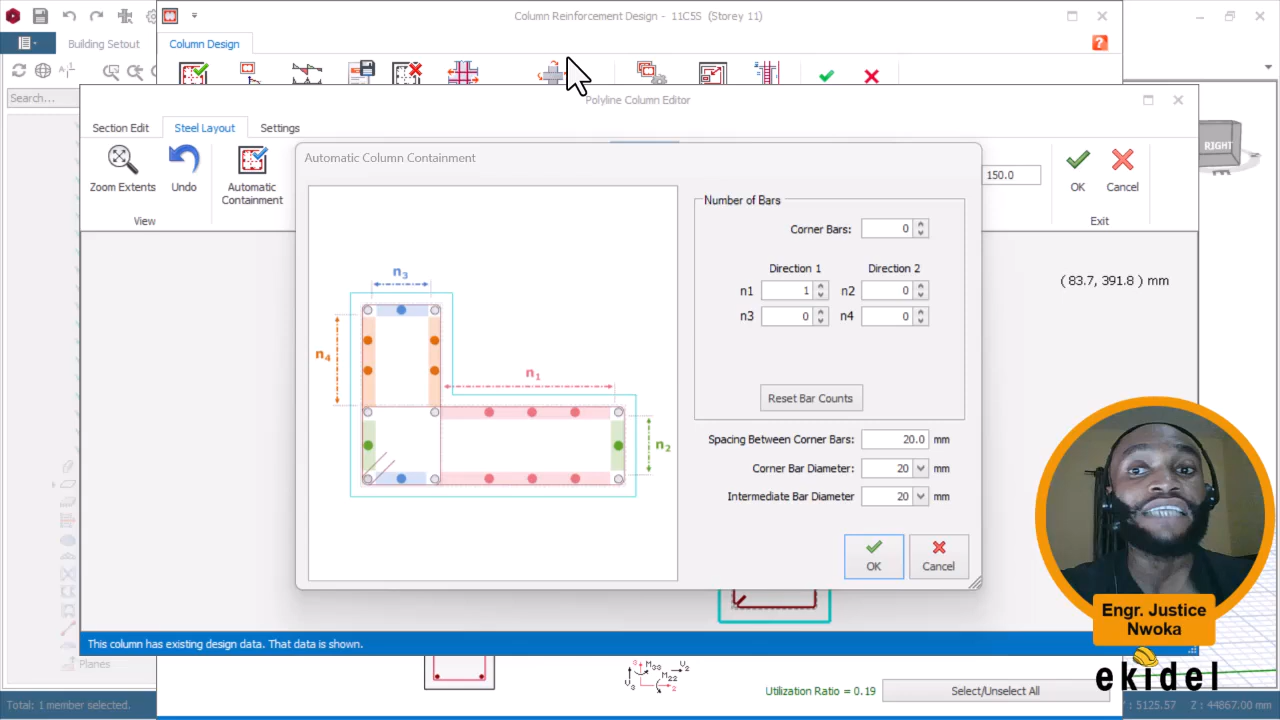 Column Reinforcement Design - 11C5S (Storey 11)
Building Setout
Column Design
Search...
Polyline Column Editor
Section Edit
Steel Layout
Settings
RIGHT
Zoom Extents
Undo
Automatic
Containment
View
150.0
OK
Cancel
Exit
Automatic Column Containment
( 83.7, 391.8 ) mm
n3
n4
n1
n2
Number of Bars
Corner Bars: 0
Direction 1 Direction 2
n1 1 n2 0
n3 0 n4 0
Reset Bar Counts
Spacing Between Corner Bars: 20.0 mm
Corner Bar Diameter: 20 mm
Intermediate Bar Diameter 20 mm
OK
Cancel
Engr. Justice
Nwoka
ekidel
This column has existing design data. That data is shown.
Planes
Utilization Ratio = 0.19
Select/Unselect All
Total: 1 member selected.
: 5125.57 Z : 44867.00 mm